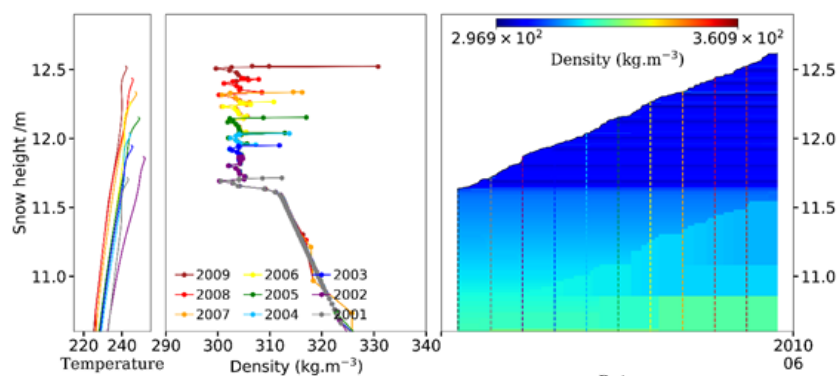 2.969 × 10² 3.609 × 10²
Density (kg.m⁻³)
Snow height /m
12.5
12.0
11.5
11.0
2009 2006 2003
2008 2005 2002
2007 2004 2001
12.5
12.0
11.5
11.0
220 240
Temperature
290 300 310 320 330 340
Density (kg.m⁻³)
2010
06